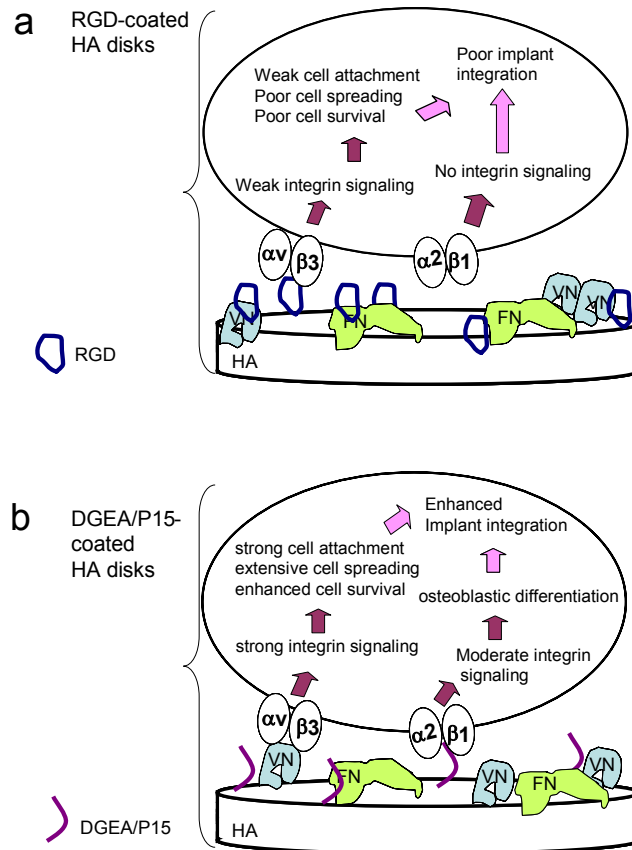 a
RGD-coated
HA disks
Weak cell attachment
Poor cell spreading
Poor cell survival
Poor implant
integration
Weak integrin signaling
No integrin signaling
αv
β3
α2
β1
VN
FN
FN
VN
VN
RGD
HA
b
DGEA/P15-
coated
HA disks
Enhanced
Implant integration
strong cell attachment
extensive cell spreading
enhanced cell survival
osteoblastic differentiation
strong integrin signaling
Moderate integrin
signaling
αv
β3
α2
β1
VN
FN
VN
FN
VN
DGEA/P15
HA